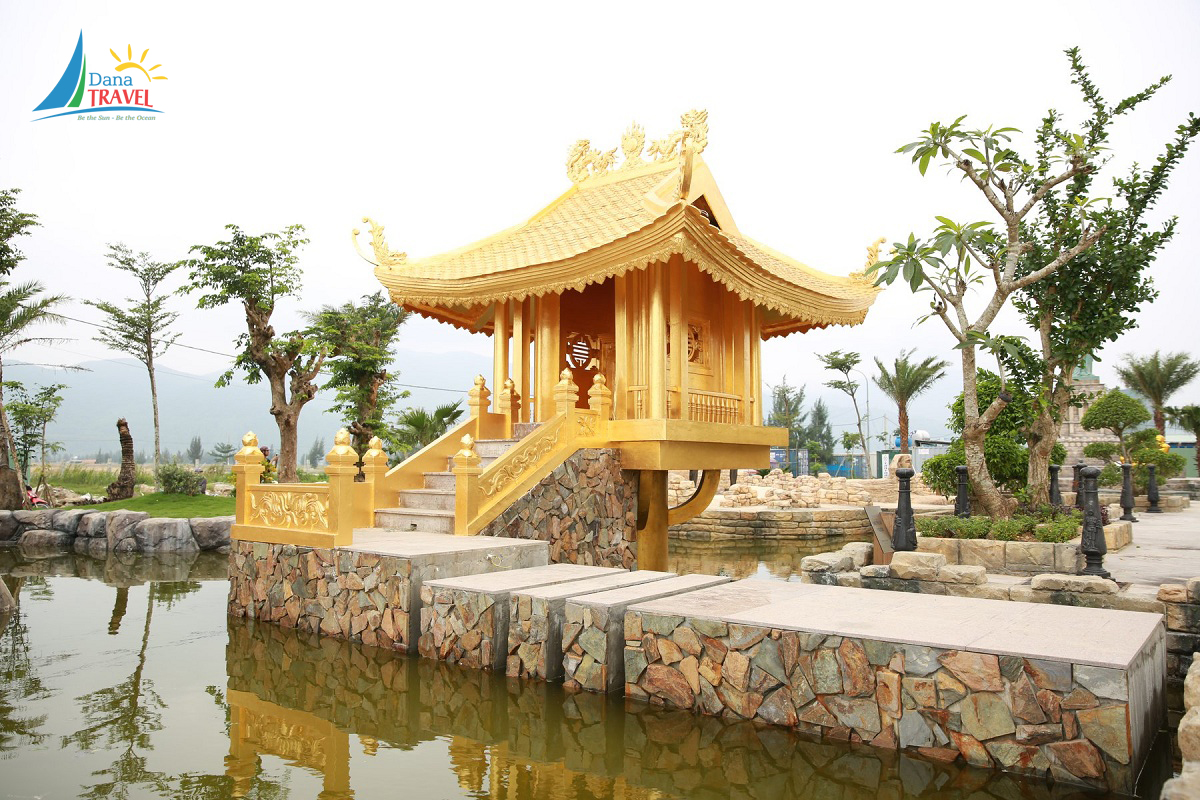 Dana
TRAVEL
Be the Sun - Be the Ocean